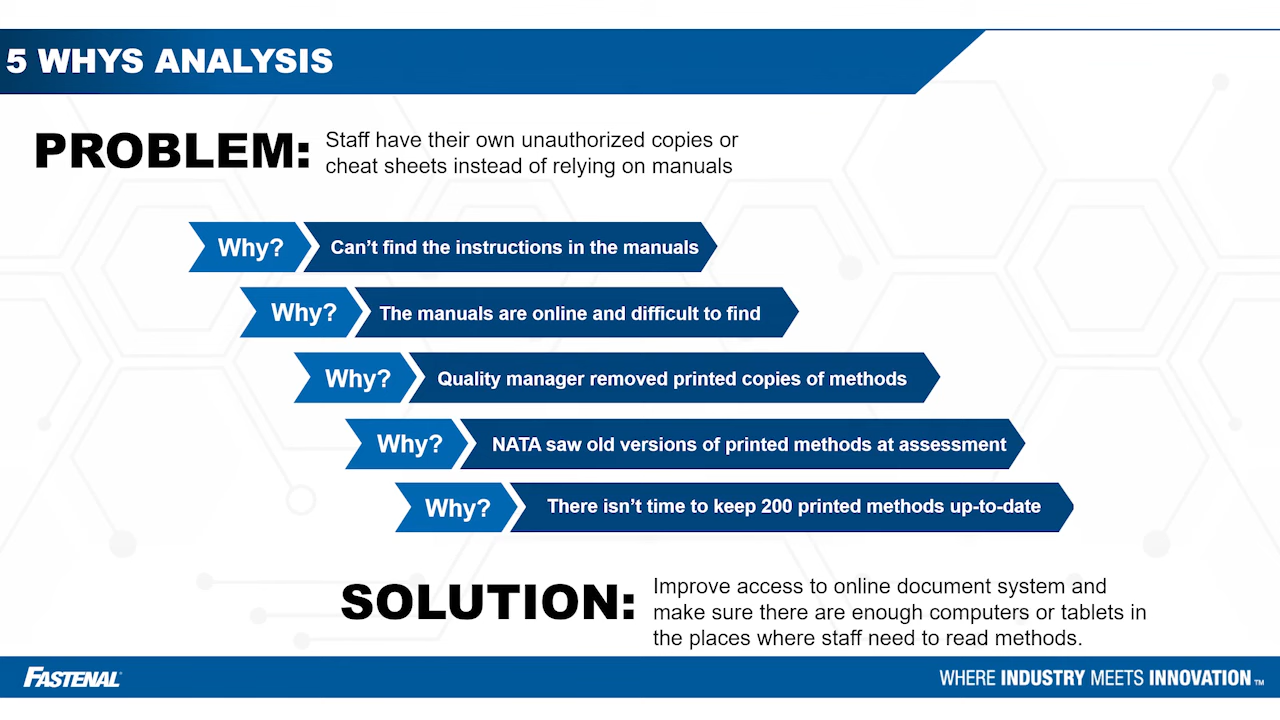 5 WHYS ANALYSIS
PROBLEM:
Staff have their own unauthorized copies or
cheat sheets instead of relying on manuals
Why? Can’t find the instructions in the manuals
Why? The manuals are online and difficult to find
Why? Quality manager removed printed copies of methods
Why? NATA saw old versions of printed methods at assessment
Why? There isn’t time to keep 200 printed methods up-to-date
SOLUTION:
Improve access to online document system and
make sure there are enough computers or tablets in
the places where staff need to read methods.
FASTENAL®
WHERE INDUSTRY MEETS INNOVATION™